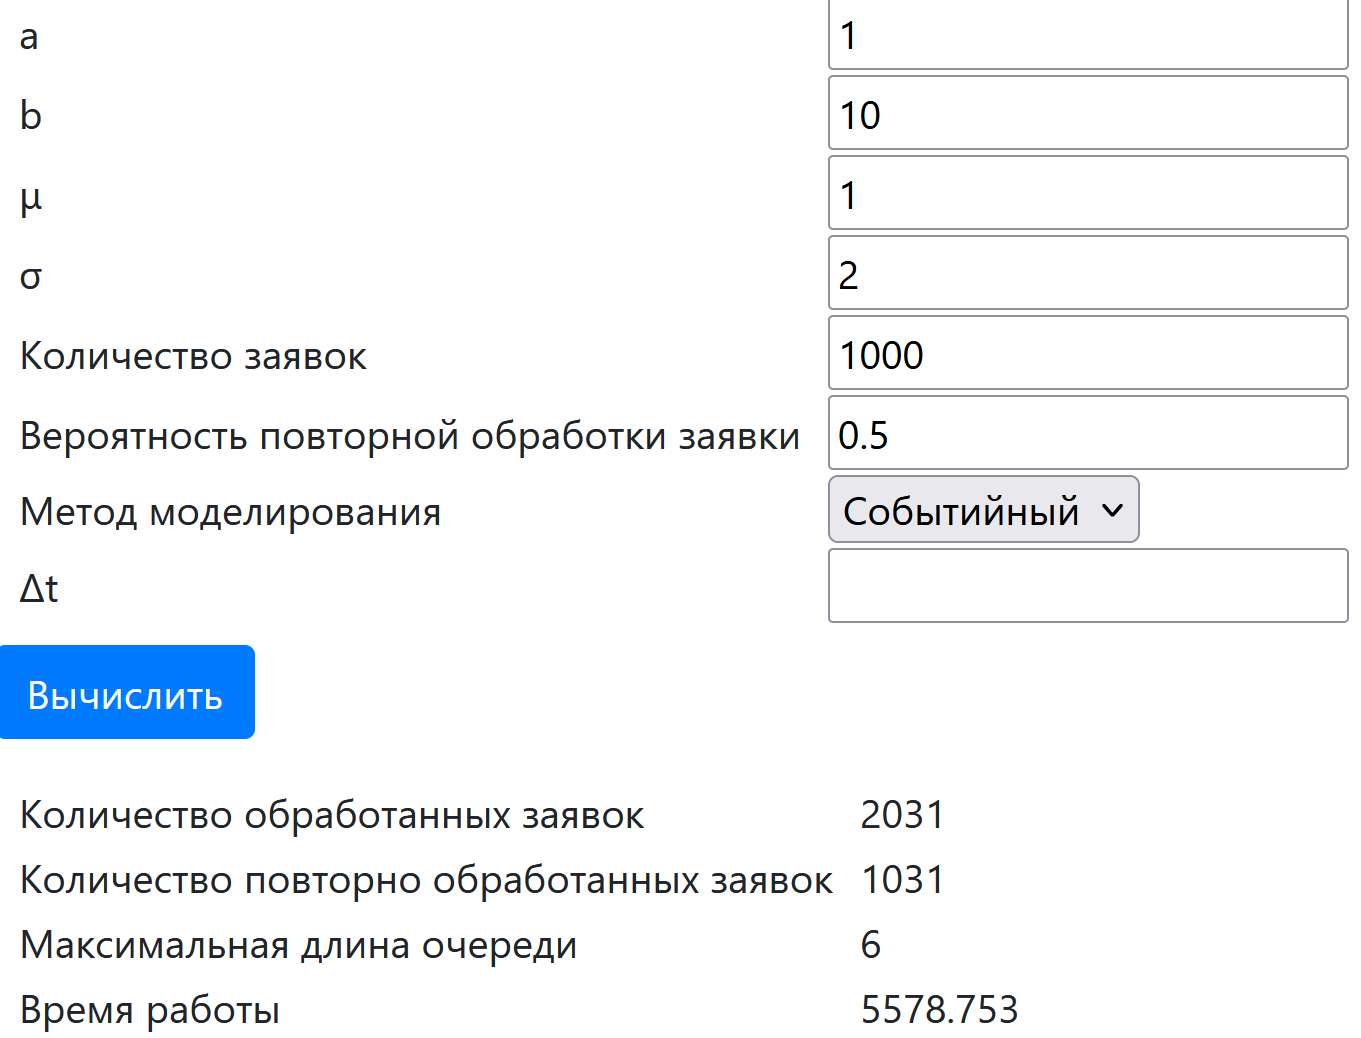 a 1
b 10
μ 1
σ 2
Количество заявок 1000
Вероятность повторной обработки заявки 0.5
Метод моделирования Событийный
Δt
Вычислить
Количество обработанных заявок 2031
Количество повторно обработанных заявок 1031
Максимальная длина очереди 6
Время работы 5578.753